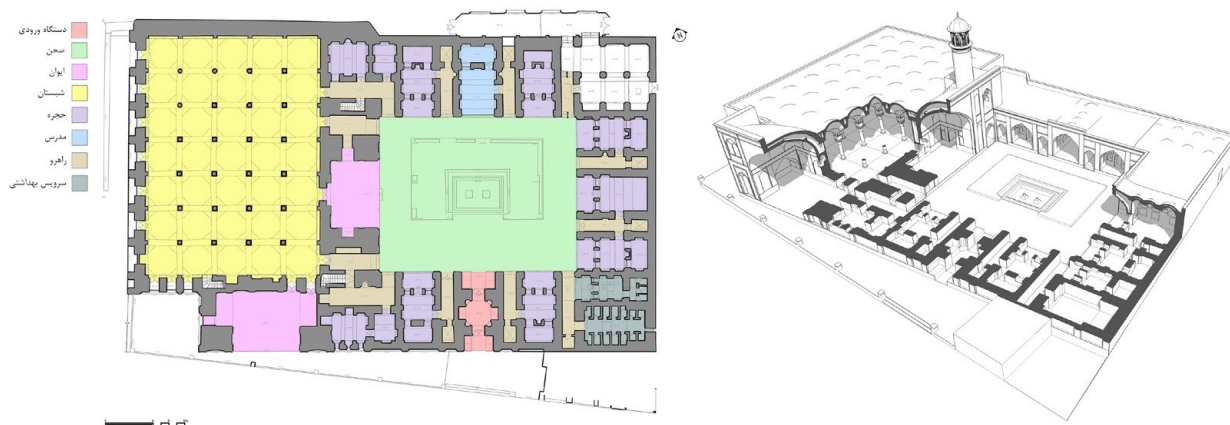 دستگاه ورودی
صحن
ایوان
شبستان
حجره
مدرس
راهرو
سرویس بهداشتی
N